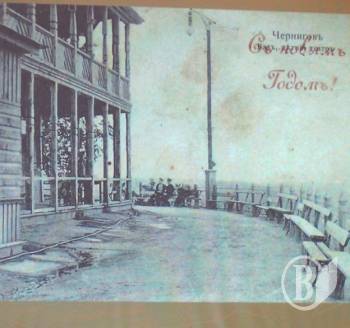 Черниговъ
Съ новымъ
Годомъ!
В